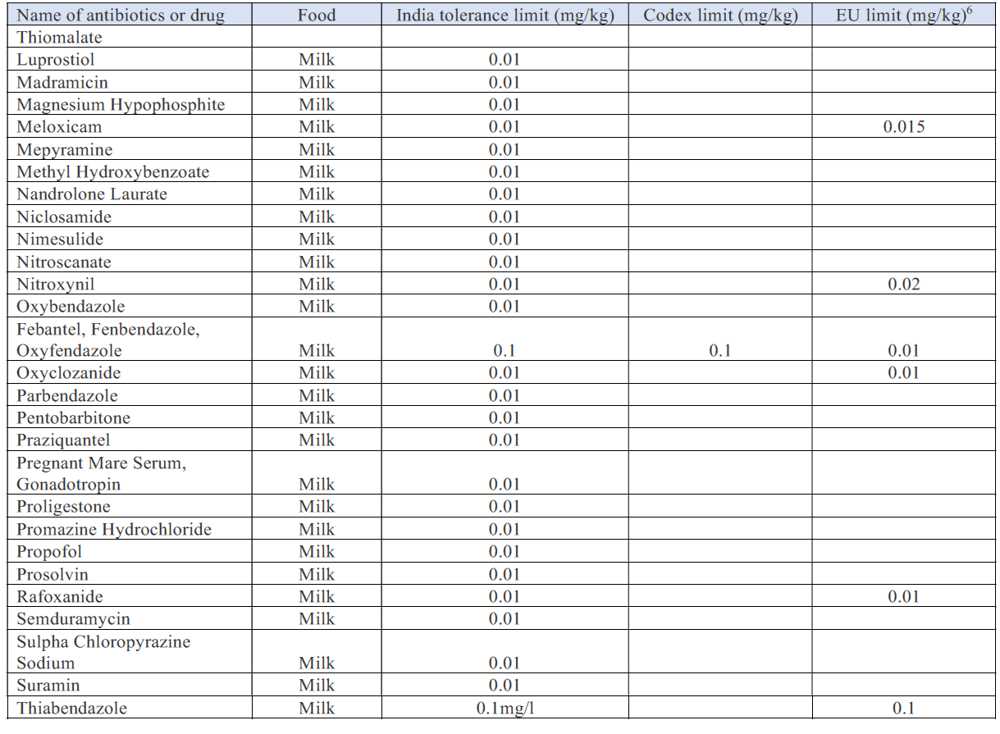 Name of antibiotics or drug Food India tolerance limit (mg/kg) Codex limit (mg/kg) EU limit (mg/kg)6
Thiomalate
Luprostiol Milk 0.01
Madramicin Milk 0.01
Magnesium Hypophosphite Milk 0.01
Meloxicam Milk 0.01 0.015
Mepyramine Milk 0.01
Methyl Hydroxybenzoate Milk 0.01
Nandrolone Laurate Milk 0.01
Niclosamide Milk 0.01
Nimesulide Milk 0.01
Nitroscanate Milk 0.01
Nitroxynil Milk 0.01 0.02
Oxybendazole Milk 0.01
Febantel, Fenbendazole,
Oxyfendazole Milk 0.1 0.1 0.01
Oxyclozanide Milk 0.01 0.01
Parbendazole Milk 0.01
Pentobarbitone Milk 0.01
Praziquantel Milk 0.01
Pregnant Mare Serum,
Gonadotropin Milk 0.01
Proligestone Milk 0.01
Promazine Hydrochloride Milk 0.01
Propofol Milk 0.01
Prosolvin Milk 0.01
Rafoxanide Milk 0.01 0.01
Semduramycin Milk 0.01
Sulpha Chloropyrazine
Sodium Milk 0.01
Suramin Milk 0.01
Thiabendazole Milk 0.1mg/l 0.1